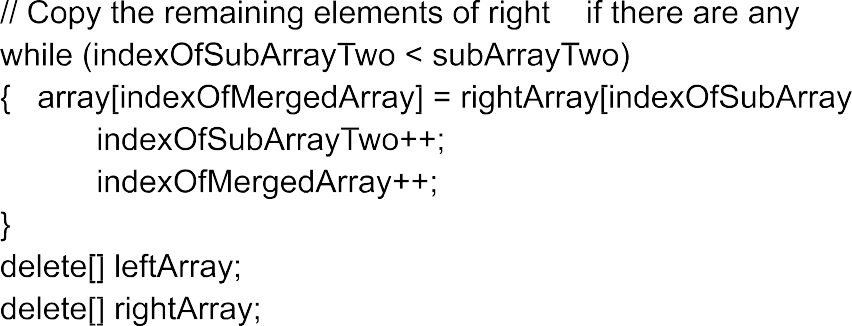 // Copy the remaining elements of right    if there are any
while (indexOfSubArrayTwo < subArrayTwo)
{   array[indexOfMergedArray] = rightArray[indexOfSubArray
indexOfSubArrayTwo++;
indexOfMergedArray++;
}
delete[] leftArray;
delete[] rightArray;